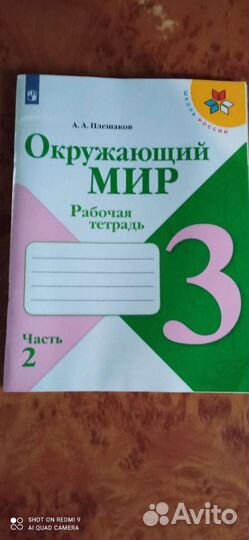 А. А. Плешаков
ШКОЛА РОССИИ
Окружающий
МИР
Рабочая
тетрадь
3
Часть
2
SHOT ON REDMI 9
AI QUAD CAMERA
Avito